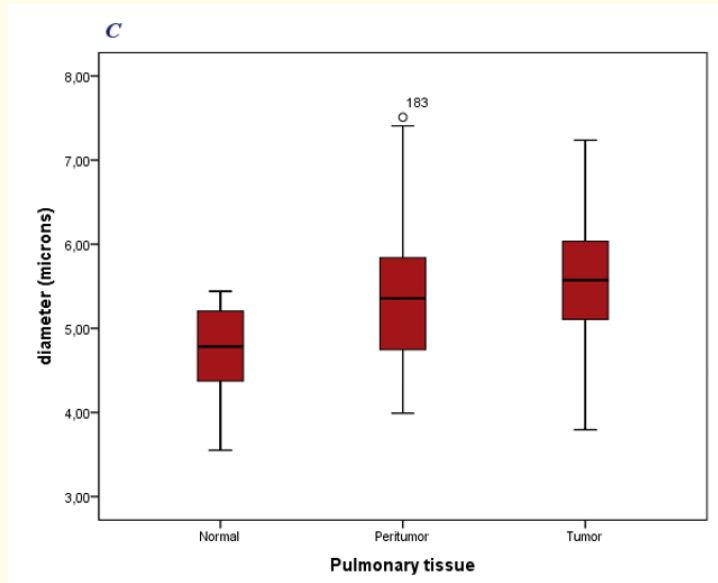 C
8,00
183
7,00
6,00
5,00
4,00
3,00
diameter (microns)
Normal Peritumor Tumor
Pulmonary tissue